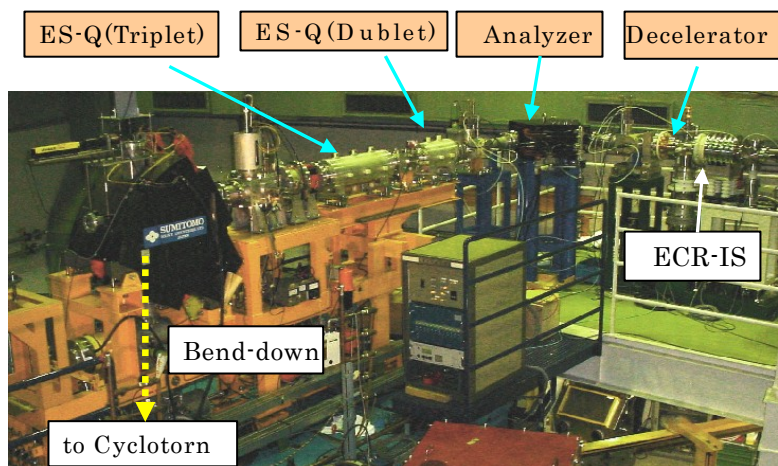 ES-Q(Triplet)
ES-Q(Dublet)
Analyzer
Decelerator
SUMITOMO
ECR-IS
Bend-down
to Cyclotorn